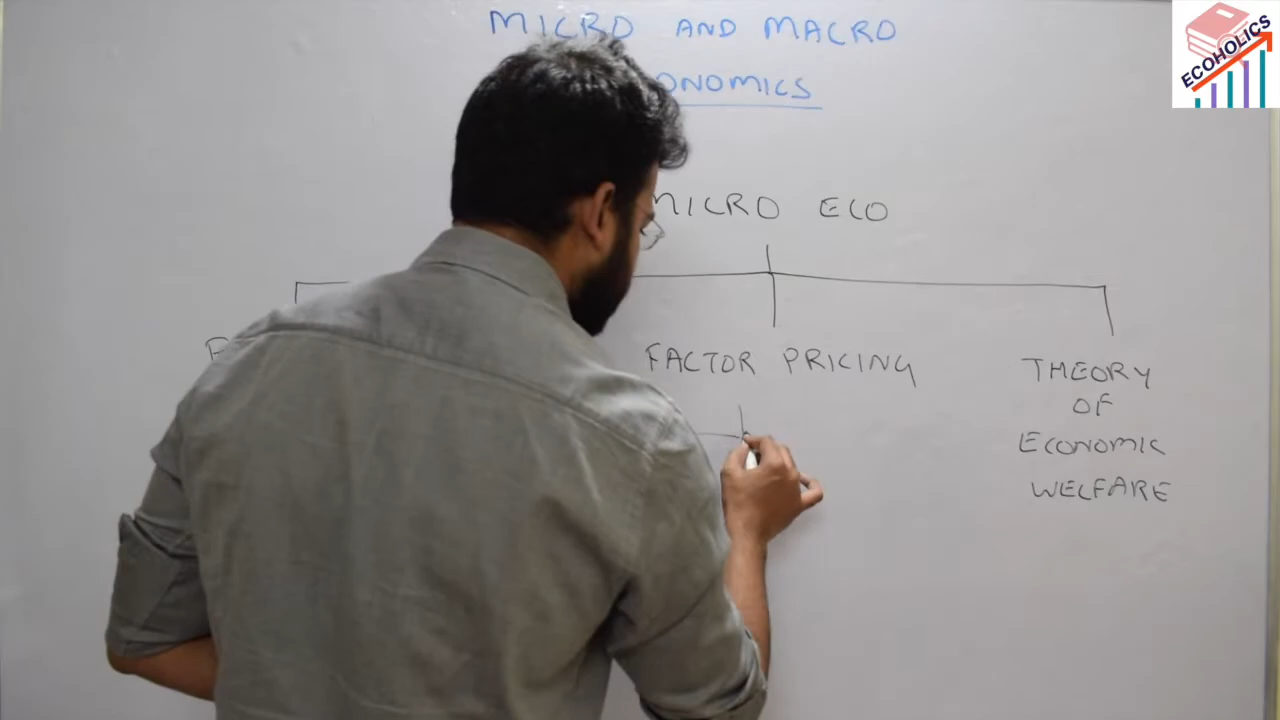 MICRO AND MACRO
ONOMICS
MICRO ECO
FACTOR PRICING
THEORY
OF
ECONOMIC
WELFARE
ECOHOLICS